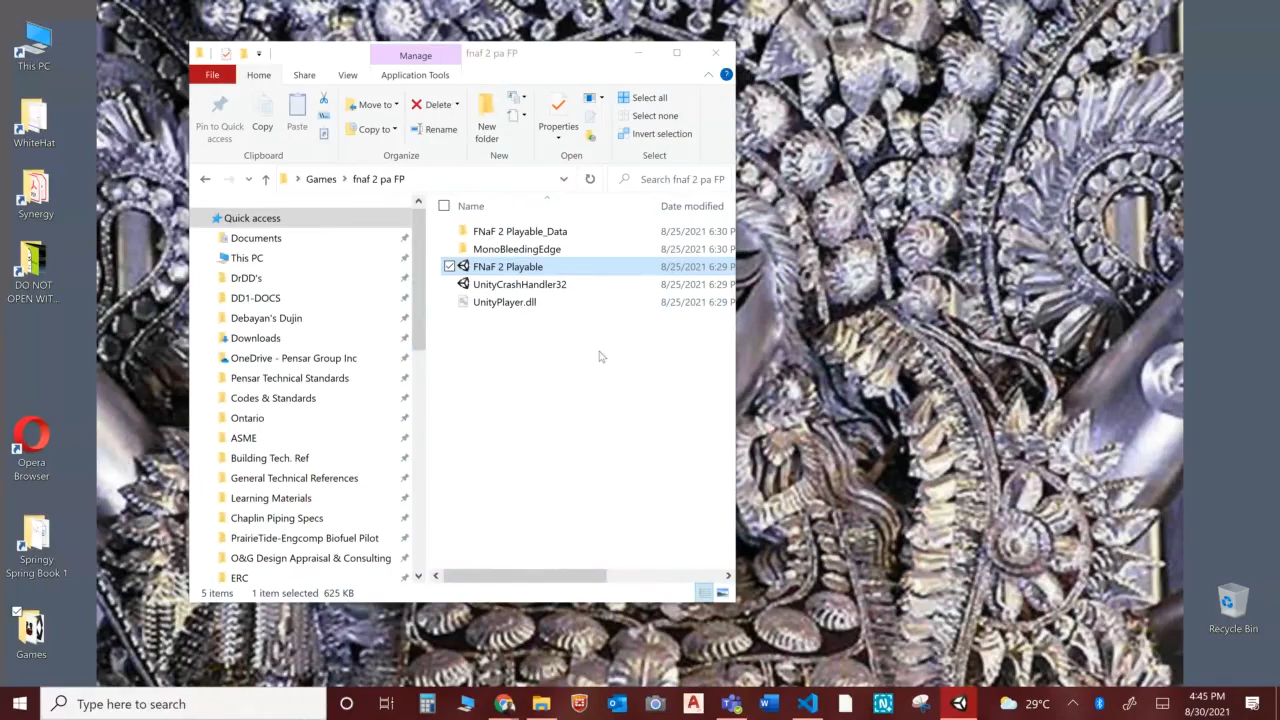 This PC
WhiteHat
Synergy
DO NOT
OPEN WIT...
Opera
Browser
Springy
Spring Book 1
Games
Recycle Bin
Manage
fnaf 2 pa FP
File
Home
Share
View
Application Tools
Pin to Quick
access
Copy
Paste
Move to
Copy to
Delete
Rename
New
folder
Properties
Select all
Select none
Invert selection
Clipboard
Organize
New
Open
Select
Games
fnaf 2 pa FP
Search fnaf 2 pa FP
Quick access
Documents
This PC
DrDD's
DD1-DOCS
Debayan's Dujin
Downloads
OneDrive - Pensar Group Inc
Pensar Technical Standards
Codes & Standards
Ontario
ASME
Building Tech. Ref
General Technical References
Learning Materials
Chaplin Piping Specs
PrairieTide-Engcomp Biofuel Pilot
O&G Design Appraisal & Consulting
ERC
Name
Date modified
FNaF 2 Playable_Data
8/25/2021 6:30 P
MonoBleedingEdge
8/25/2021 6:30 P
FNaF 2 Playable
8/25/2021 6:29 P
UnityCrashHandler32
8/25/2021 6:29 P
UnityPlayer.dll
8/25/2021 6:29 P
5 items
1 item selected 625 KB
Type here to search
29°C
4:45 PM
8/30/2021